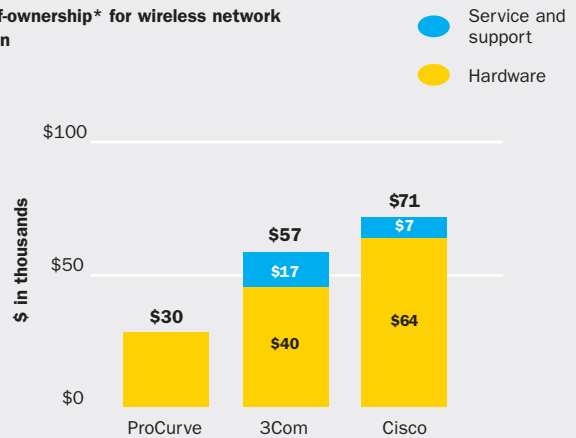 f-ownership* for wireless network
n
Service and
support
Hardware
$ in thousands
$100
$50
$0
$30
$57
$17
$40
$71
$7
$64
ProCurve
3Com
Cisco